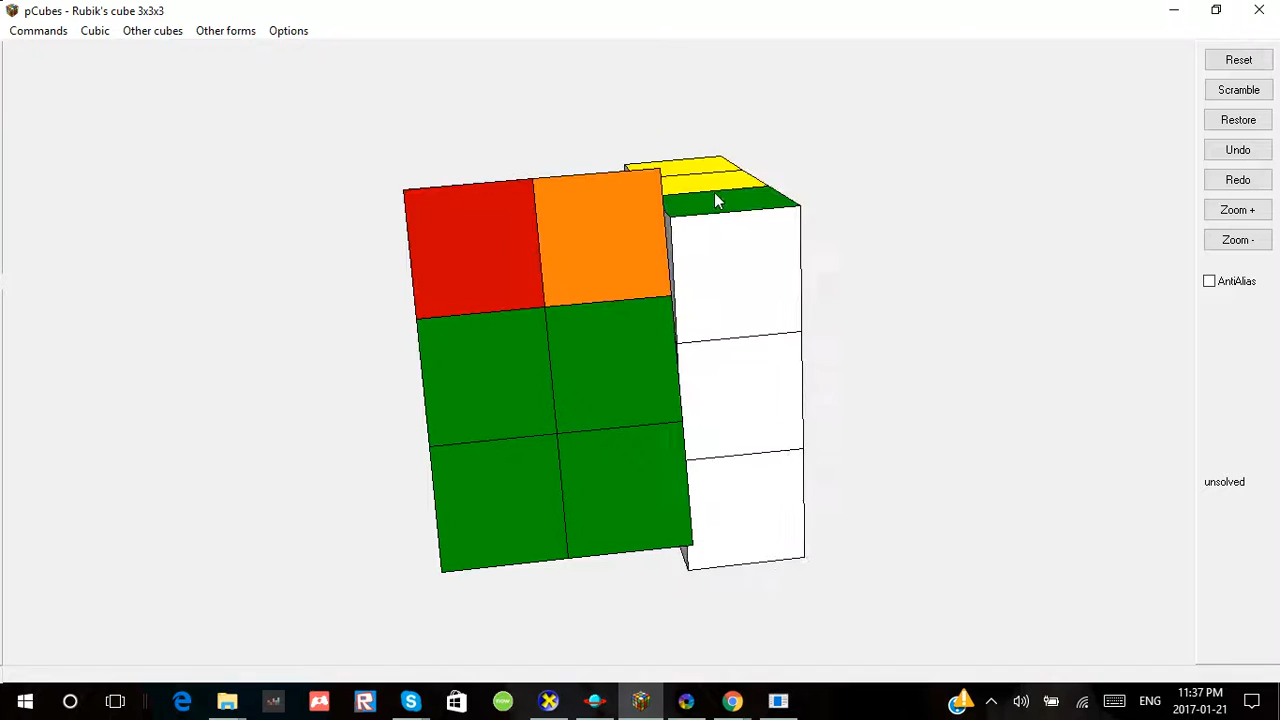 pCubes - Rubik's cube 3x3x3
Commands Cubic Other cubes Other forms Options
Reset
Scramble
Restore
Undo
Redo
Zoom +
Zoom -
AntiAlias
unsolved
now
ENG
11:37 PM
2017-01-21